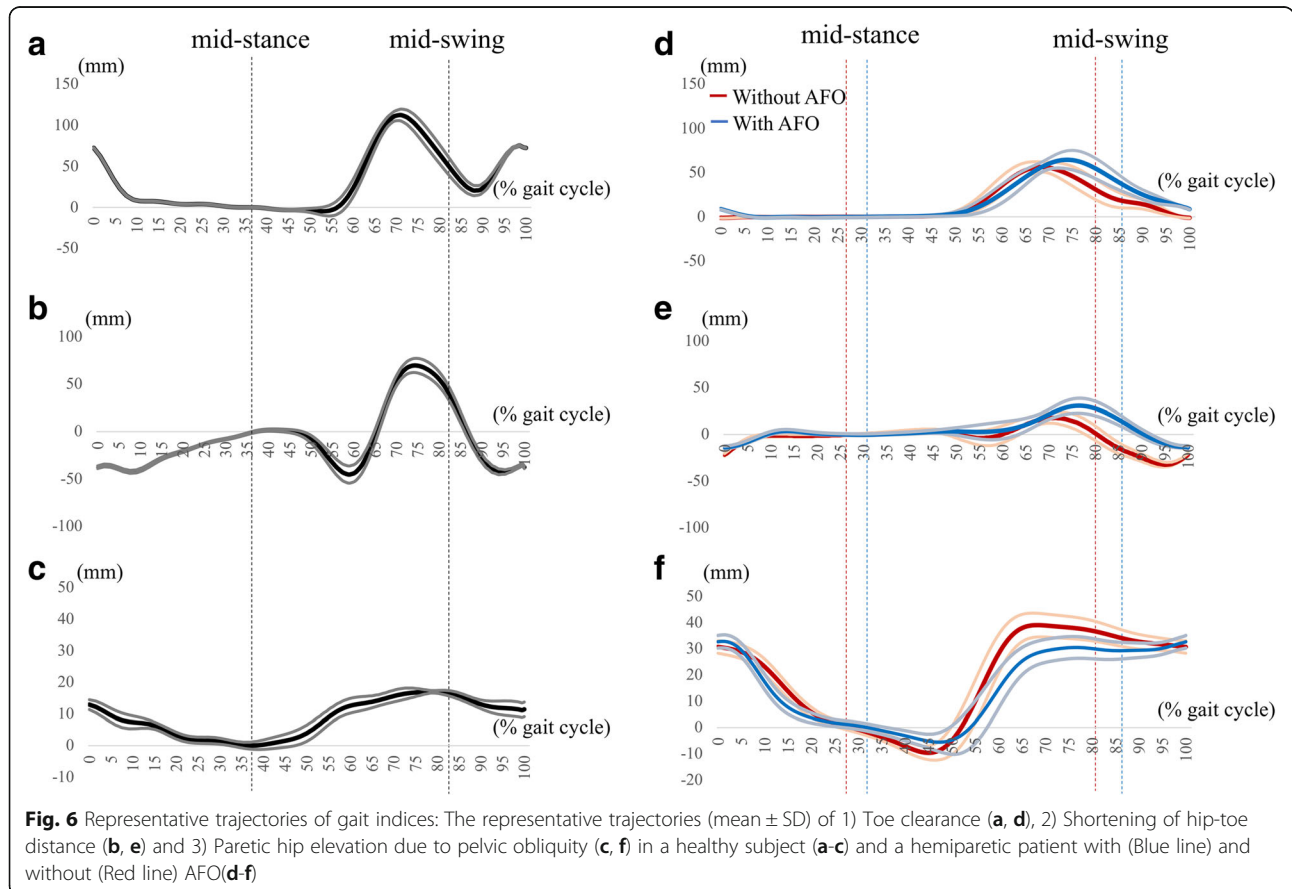 a
mid-stance
mid-swing
(mm)
150
100
50
0
-50
(% gait cycle)
0 5 10 15 20 25 30 35 40 45 50 55 60 65 70 75 80 85 90 95 100
b
(mm)
100
50
0
-50
-100
(% gait cycle)
0 5 10 15 20 25 30 35 40 45 50 55 60 65 70 75 80 85 90 95 100
c
(mm)
50
40
30
20
10
0
-10
(% gait cycle)
0 5 10 15 20 25 30 35 40 45 50 55 60 65 70 75 80 85 90 95 100
d
mid-stance
mid-swing
(mm)
150
100
50
0
-50
Without AFO
With AFO
(% gait cycle)
0 5 10 15 20 25 30 35 40 45 50 55 60 65 70 75 80 85 90 95 100
e
(mm)
100
50
0
-50
-100
(% gait cycle)
0 5 10 15 20 25 30 35 40 45 50 55 60 65 70 75 80 85 90 95 100
f
(mm)
50
40
30
20
10
0
-10
-20
(% gait cycle)
0 5 10 15 20 25 30 35 40 45 50 55 60 65 70 75 80 85 90 95 100
Fig. 6 Representative trajectories of gait indices: The representative trajectories (mean ± SD) of 1) Toe clearance (a, d), 2) Shortening of hip-toe
distance (b, e) and 3) Paretic hip elevation due to pelvic obliquity (c, f) in a healthy subject (a-c) and a hemiparetic patient with (Blue line) and
without (Red line) AFO(d-f)